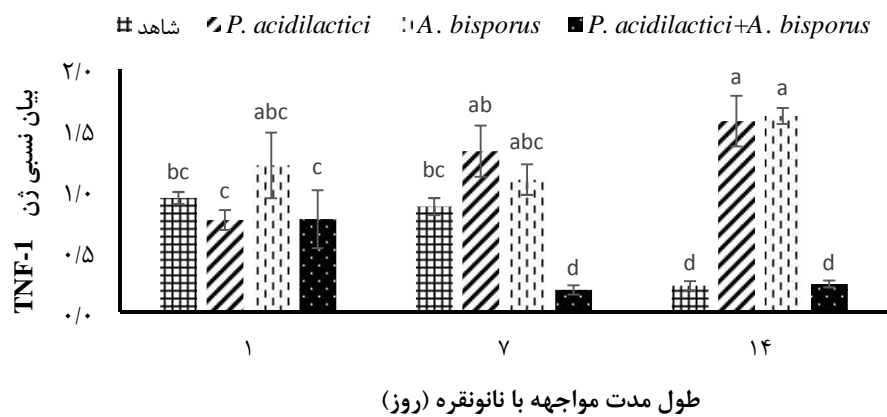 شاهد P. acidilactici A. bisporus P. acidilactici+A. bisporus
بیان نسبی ژن TNF-1
۲/۰
۱/۵
۱/۰
۰/۵
۰/۰
bc c abc c
bc ab abc d
d a a d
۱ ۷ ۱۴
طول مدت مواجهه با نانونقره (روز)